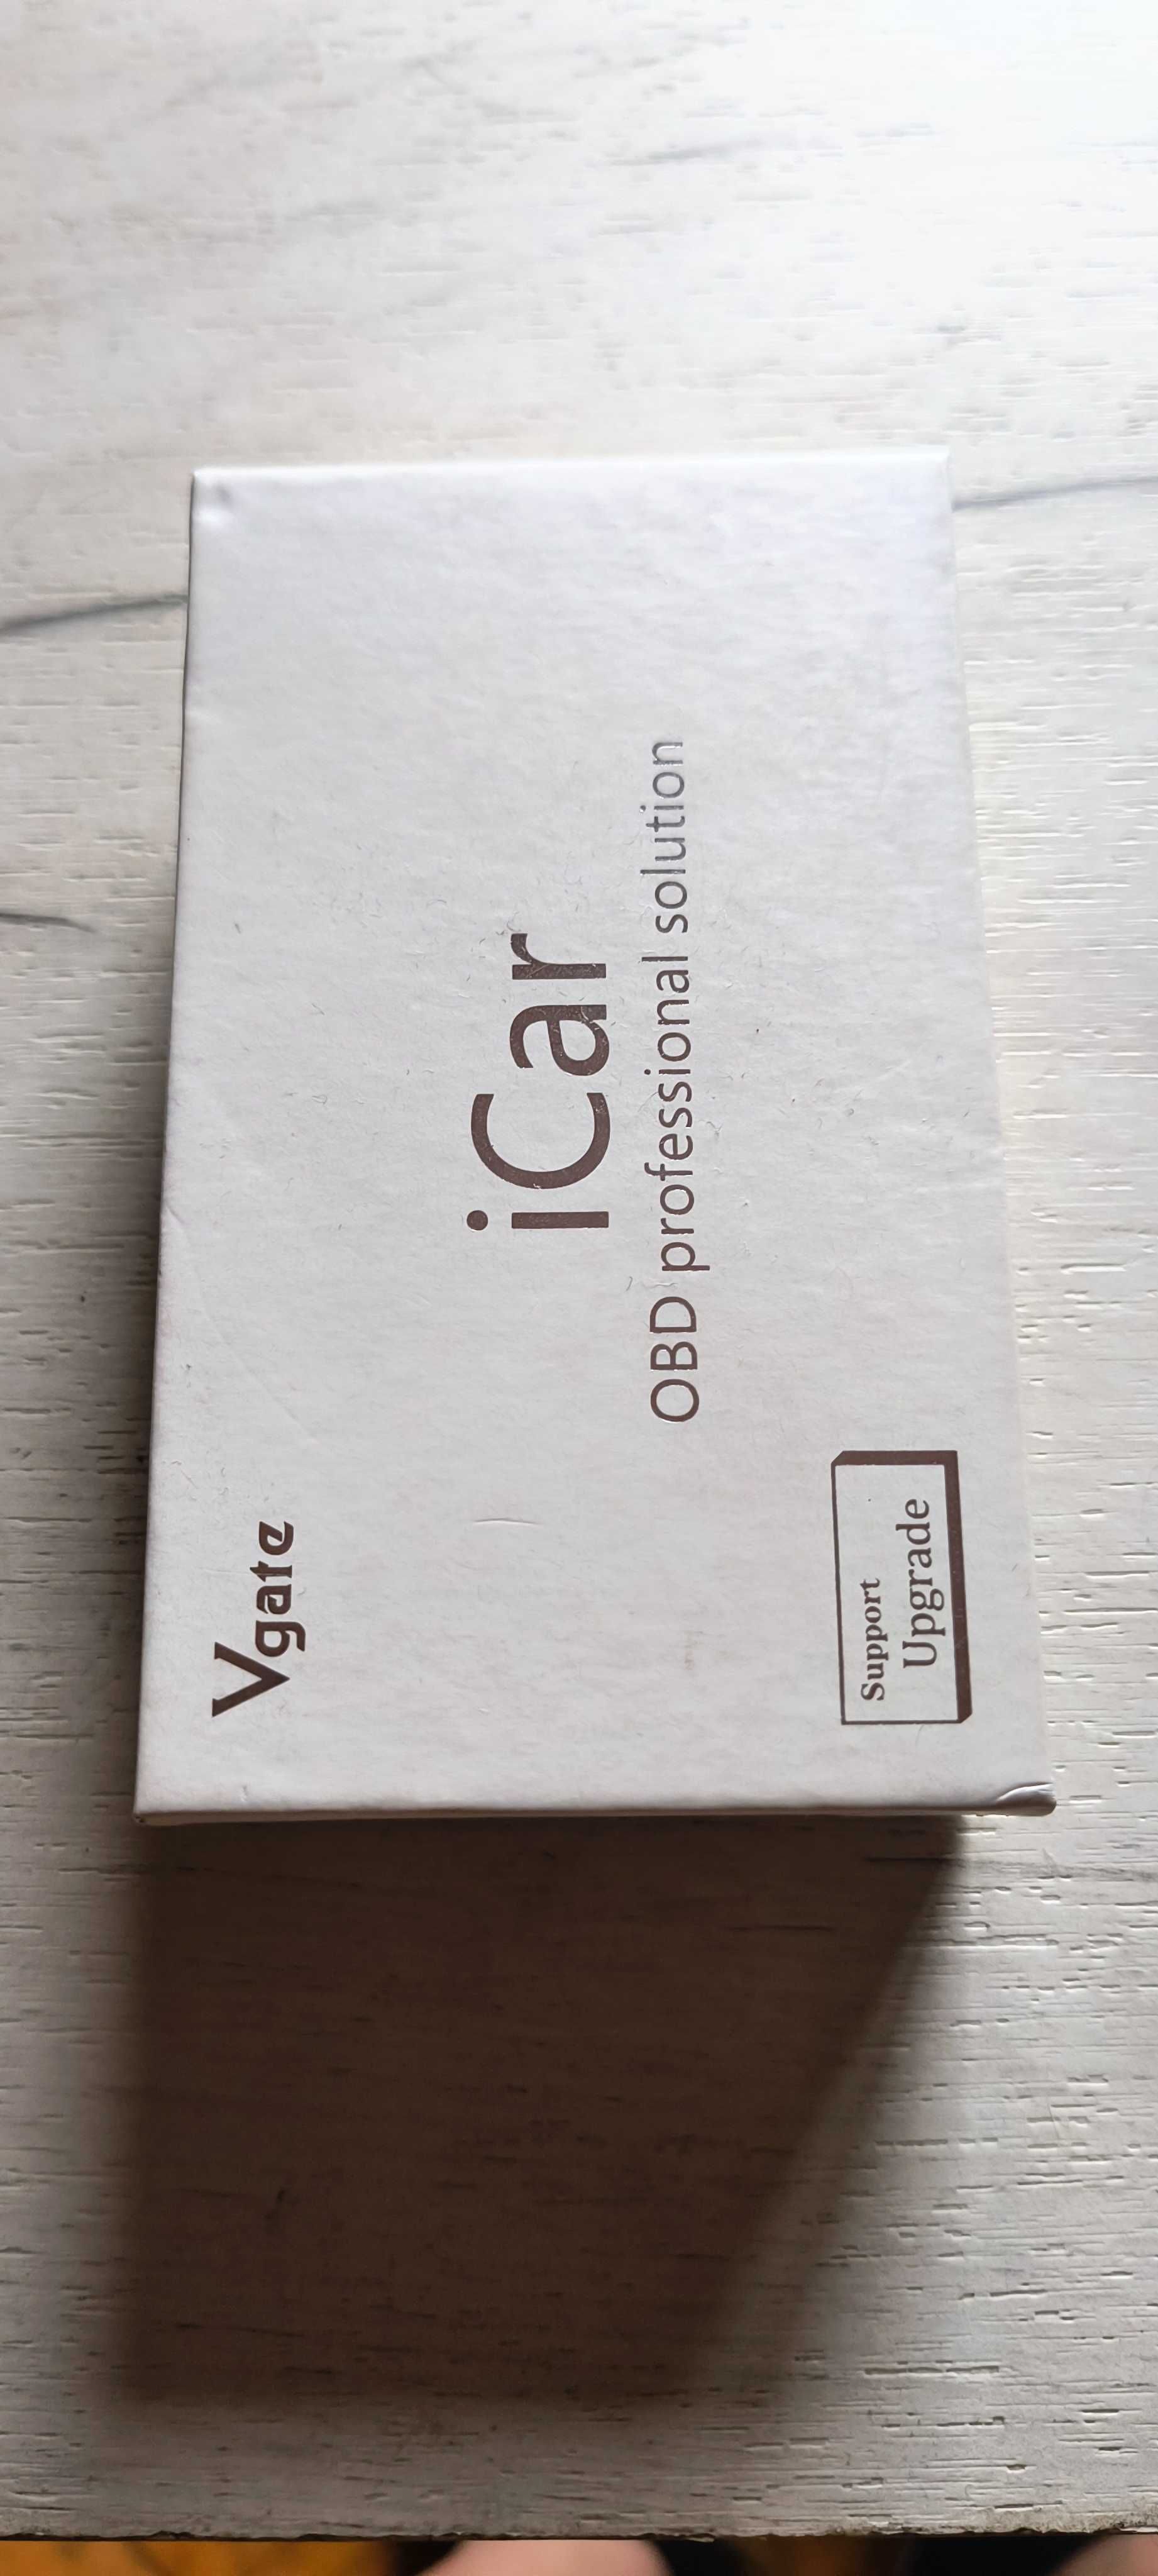 Vgate
iCar
OBD professional solution
Support
Upgrade